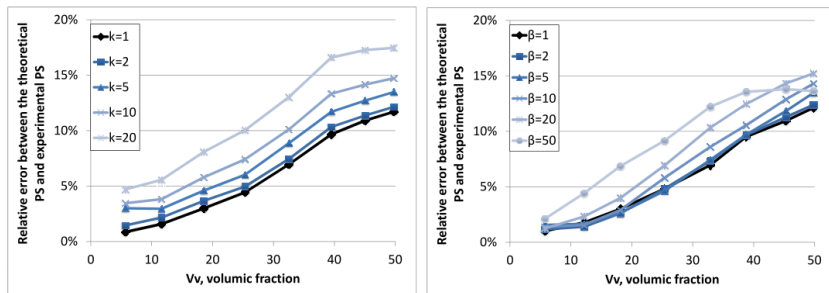 Relative error between the theoretical
PS and experimental PS
20%
15%
10%
5%
0%
k=1
k=2
k=5
k=10
k=20
0
10
20
30
40
50
Vv, volumic fraction
Relative error between the theoretical
PS and experimental PS
20%
15%
10%
5%
0%
β=1
β=2
β=5
β=10
β=20
β=50
0
10
20
30
40
50
Vv, volumic fraction